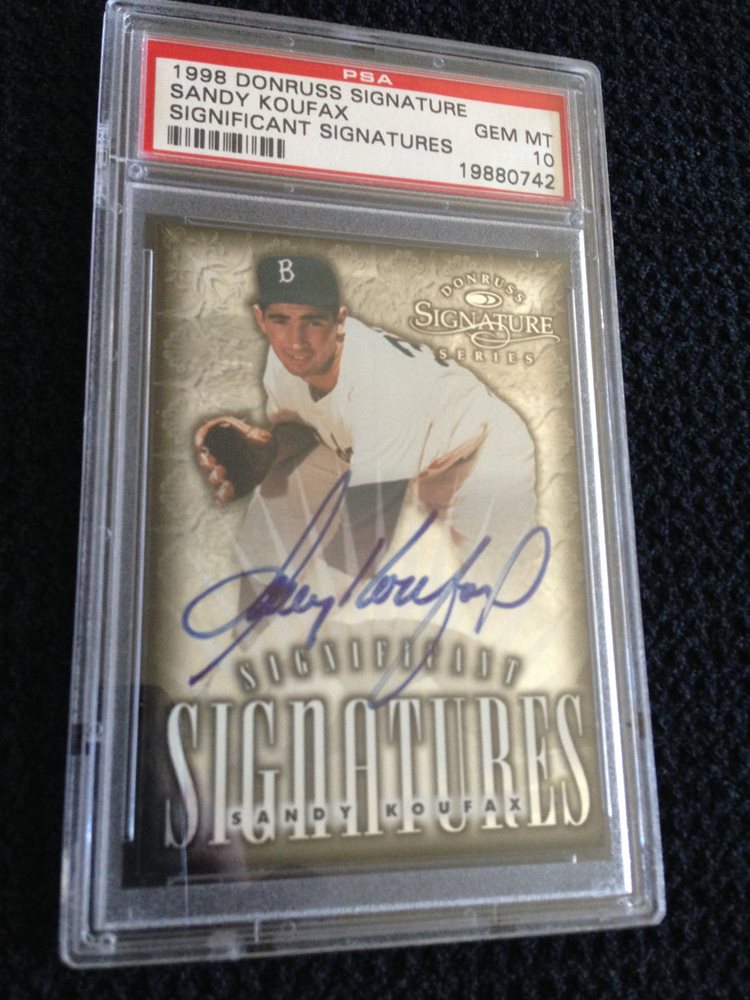 PSA
1998 DONRUSS SIGNATURE
SANDY KOUFAX GEM MT
SIGNIFICANT SIGNATURES 10
19880742
B
DONRUSS
SIGNATURE
SERIES
Sandy Koufax
SIGNIFICANT
SIGNATURES
SANDY KOUFAX